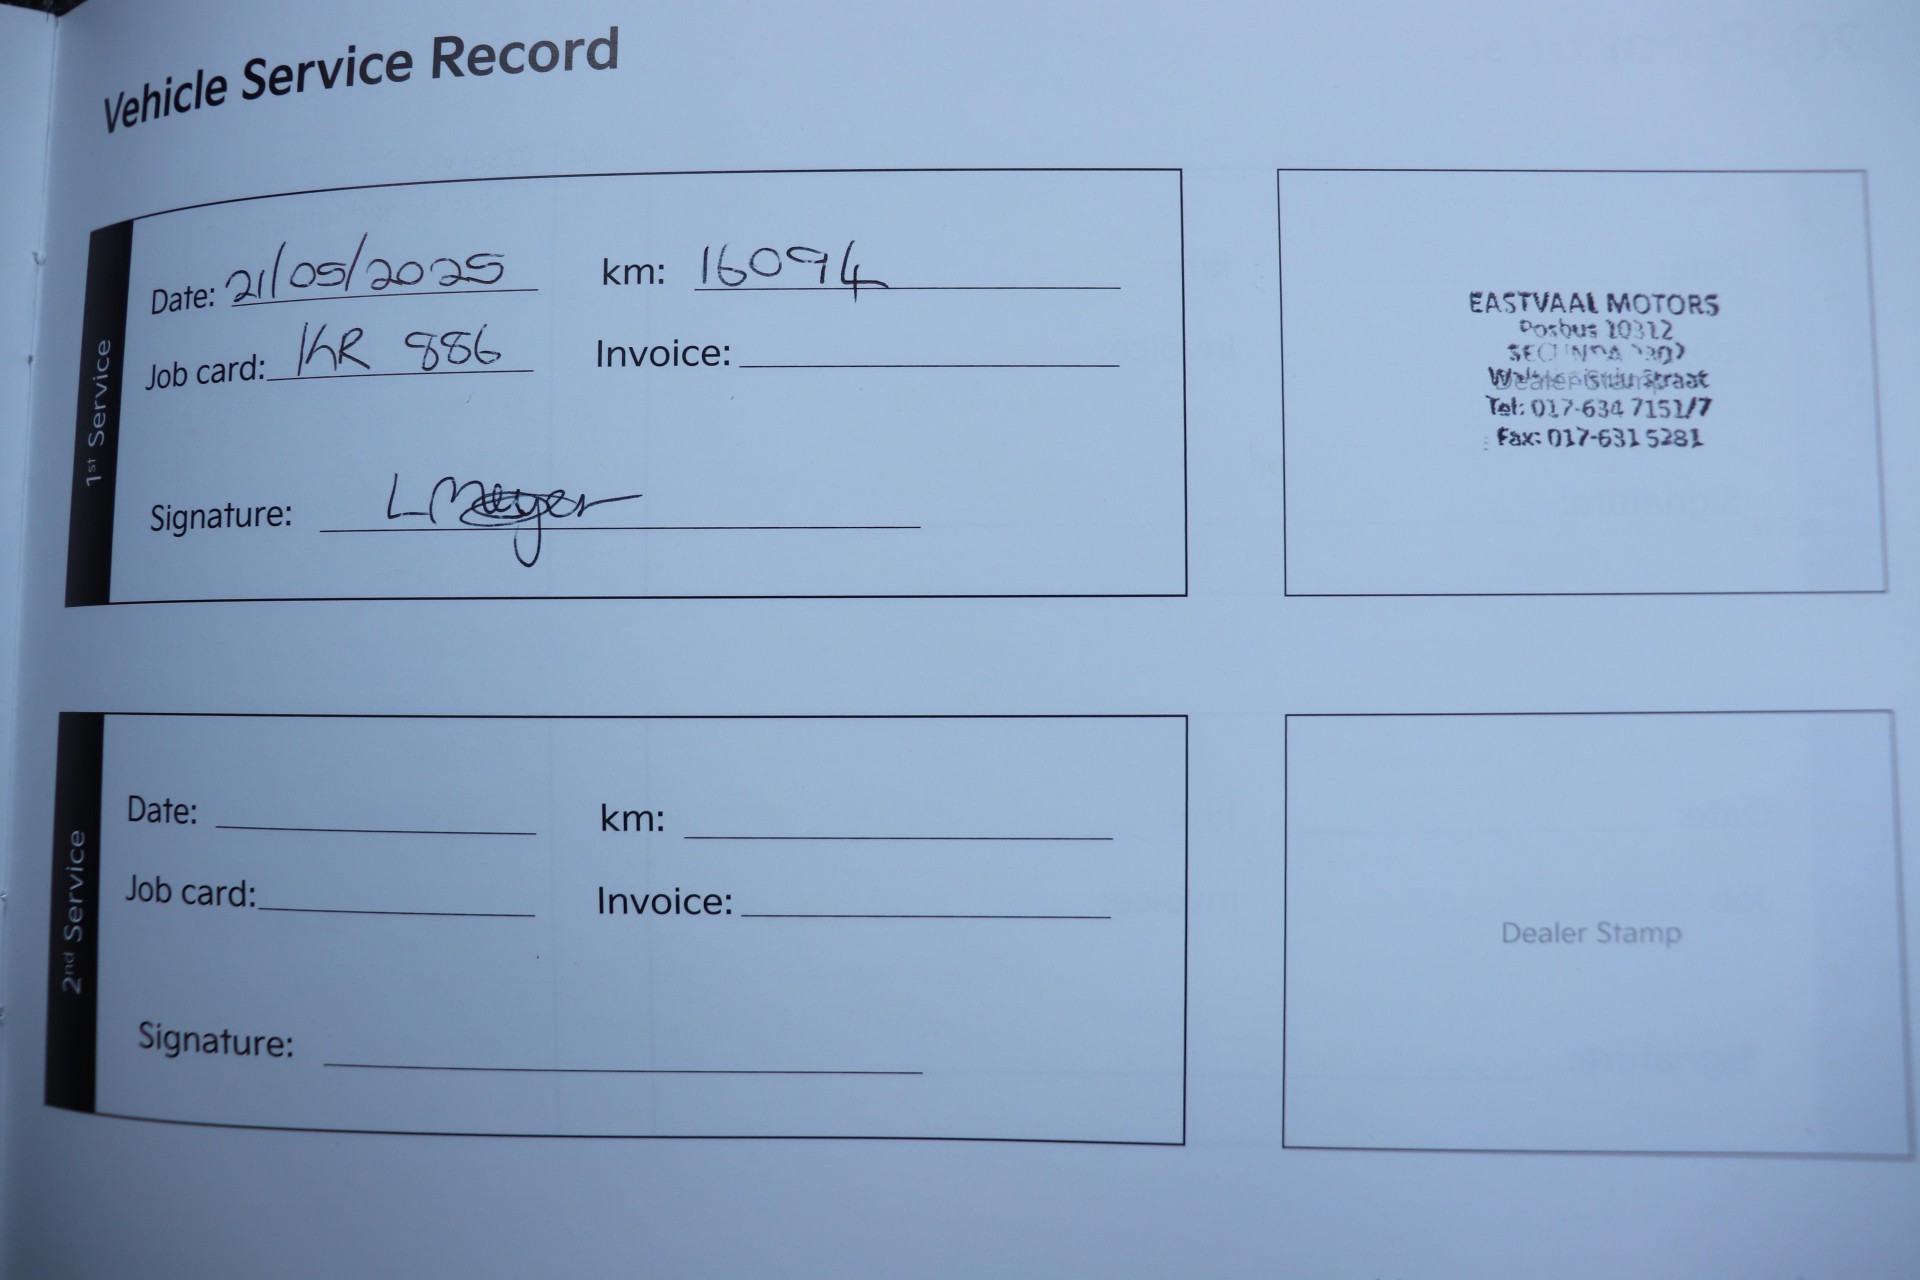 Vehicle Service Record
1st Service
Date: 21/05/2025 km: 16094
Job card: KR 886 Invoice:
Signature: L Meyer
EASTVAAL MOTORS
Posbus 10312
Straat
Tel: 017-634 7151/7
Fax: 017-631 5281
2nd Service
Date: km:
Job card: Invoice:
Signature:
Dealer Stamp